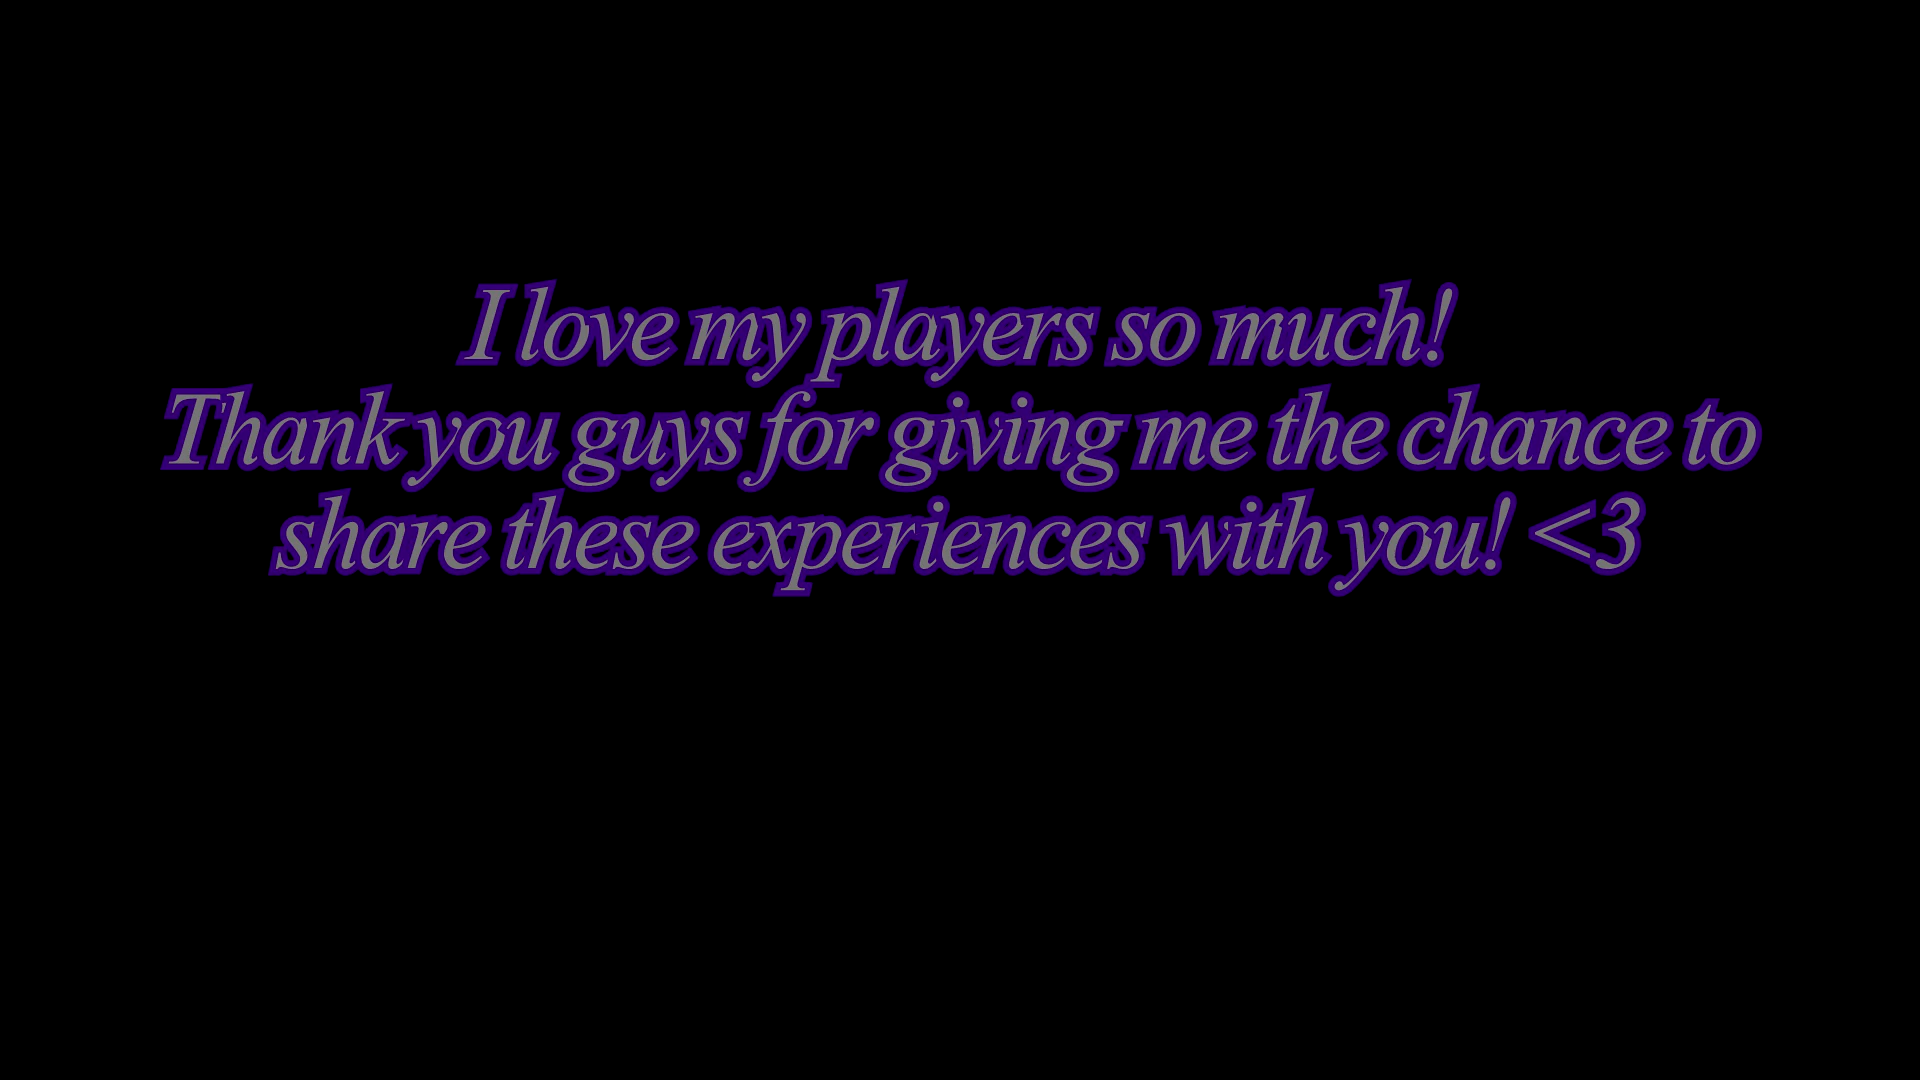 I love my players so much!
Thank you guys for giving me the chance to
share these experiences with you! <3